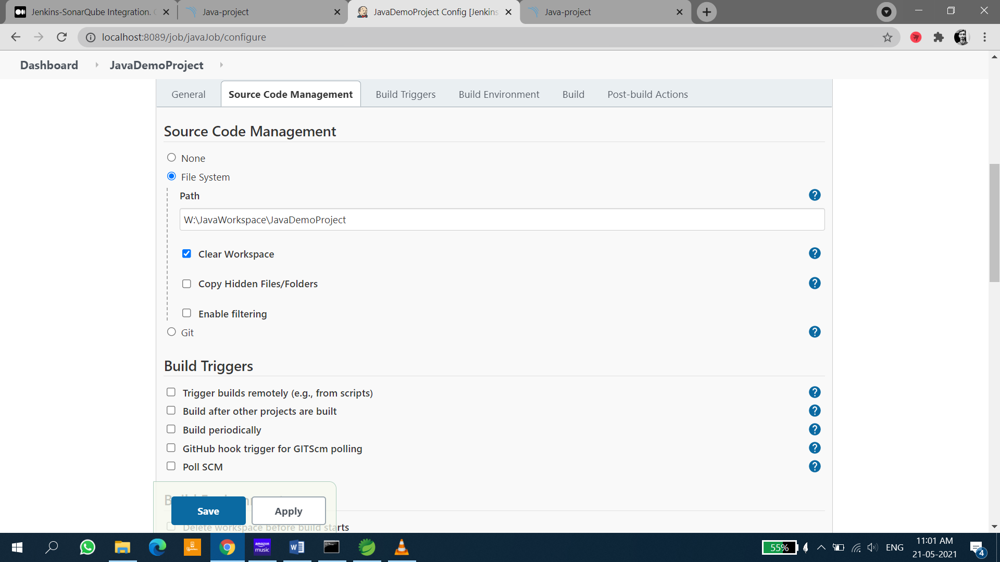 Jenkins-SonarQube Integration.
Java-project
JavaDemoProject Config [Jenkins
Java-project
localhost:8089/job/javaJob/configure
Dashboard
JavaDemoProject
General
Source Code Management
Build Triggers
Build Environment
Build
Post-build Actions
Source Code Management
None
File System
Path
W:\JavaWorkspace\JavaDemoProject
Clear Workspace
Copy Hidden Files/Folders
Enable filtering
Git
Build Triggers
Trigger builds remotely (e.g., from scripts)
Build after other projects are built
Build periodically
GitHub hook trigger for GITScm polling
Poll SCM
Save
Apply
Delete workspace before build starts
amazon
music
55%
ENG
11:01 AM
21-05-2021
4